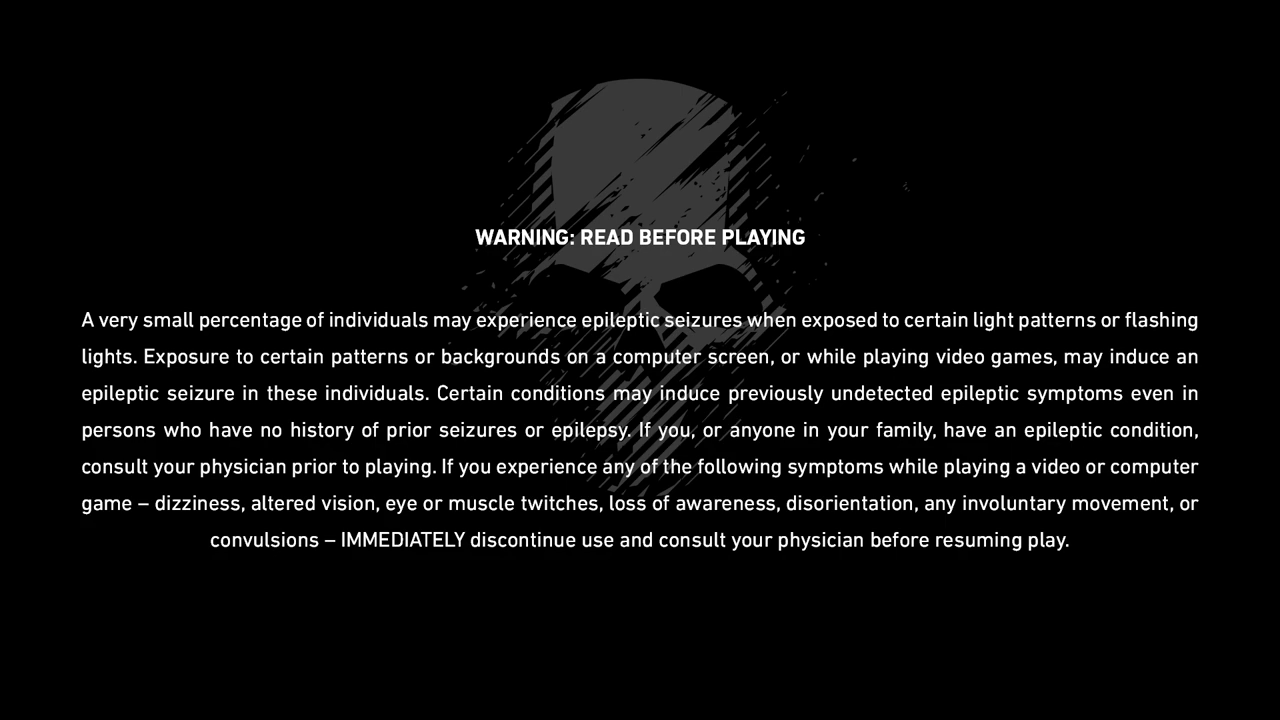 WARNING: READ BEFORE PLAYING
A very small percentage of individuals may experience epileptic seizures when exposed to certain light patterns or flashing
lights. Exposure to certain patterns or backgrounds on a computer screen, or while playing video games, may induce an
epileptic seizure in these individuals. Certain conditions may induce previously undetected epileptic symptoms even in
persons who have no history of prior seizures or epilepsy. If you, or anyone in your family, have an epileptic condition,
consult your physician prior to playing. If you experience any of the following symptoms while playing a video or computer
game – dizziness, altered vision, eye or muscle twitches, loss of awareness, disorientation, any involuntary movement, or
convulsions – IMMEDIATELY discontinue use and consult your physician before resuming play.